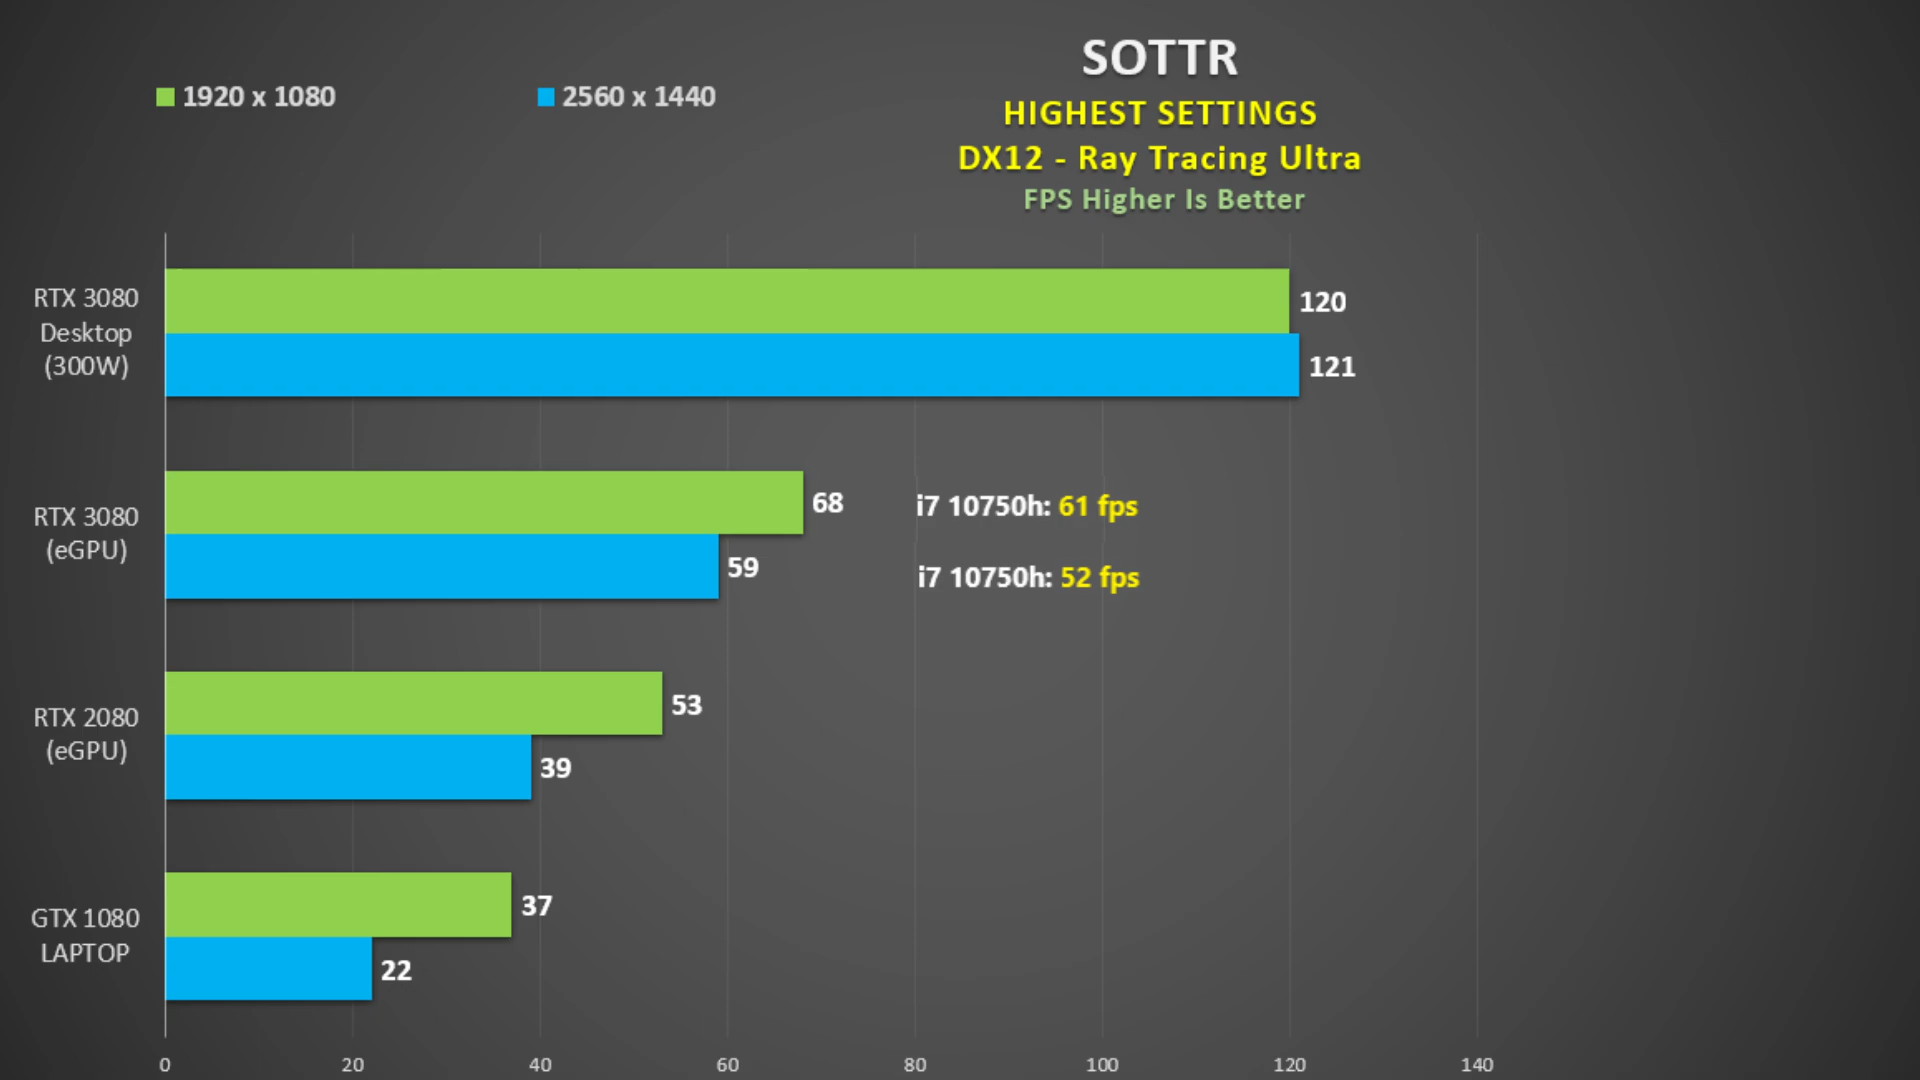 SOTTR
HIGHEST SETTINGS
DX12 - Ray Tracing Ultra
FPS Higher Is Better
1920 x 1080
2560 x 1440
RTX 3080
Desktop
(300W)
120
121
RTX 3080
(eGPU)
68
59
i7 10750h: 61 fps
i7 10750h: 52 fps
RTX 2080
(eGPU)
53
39
GTX 1080
LAPTOP
37
22
0 20 40 60 80 100 120 140